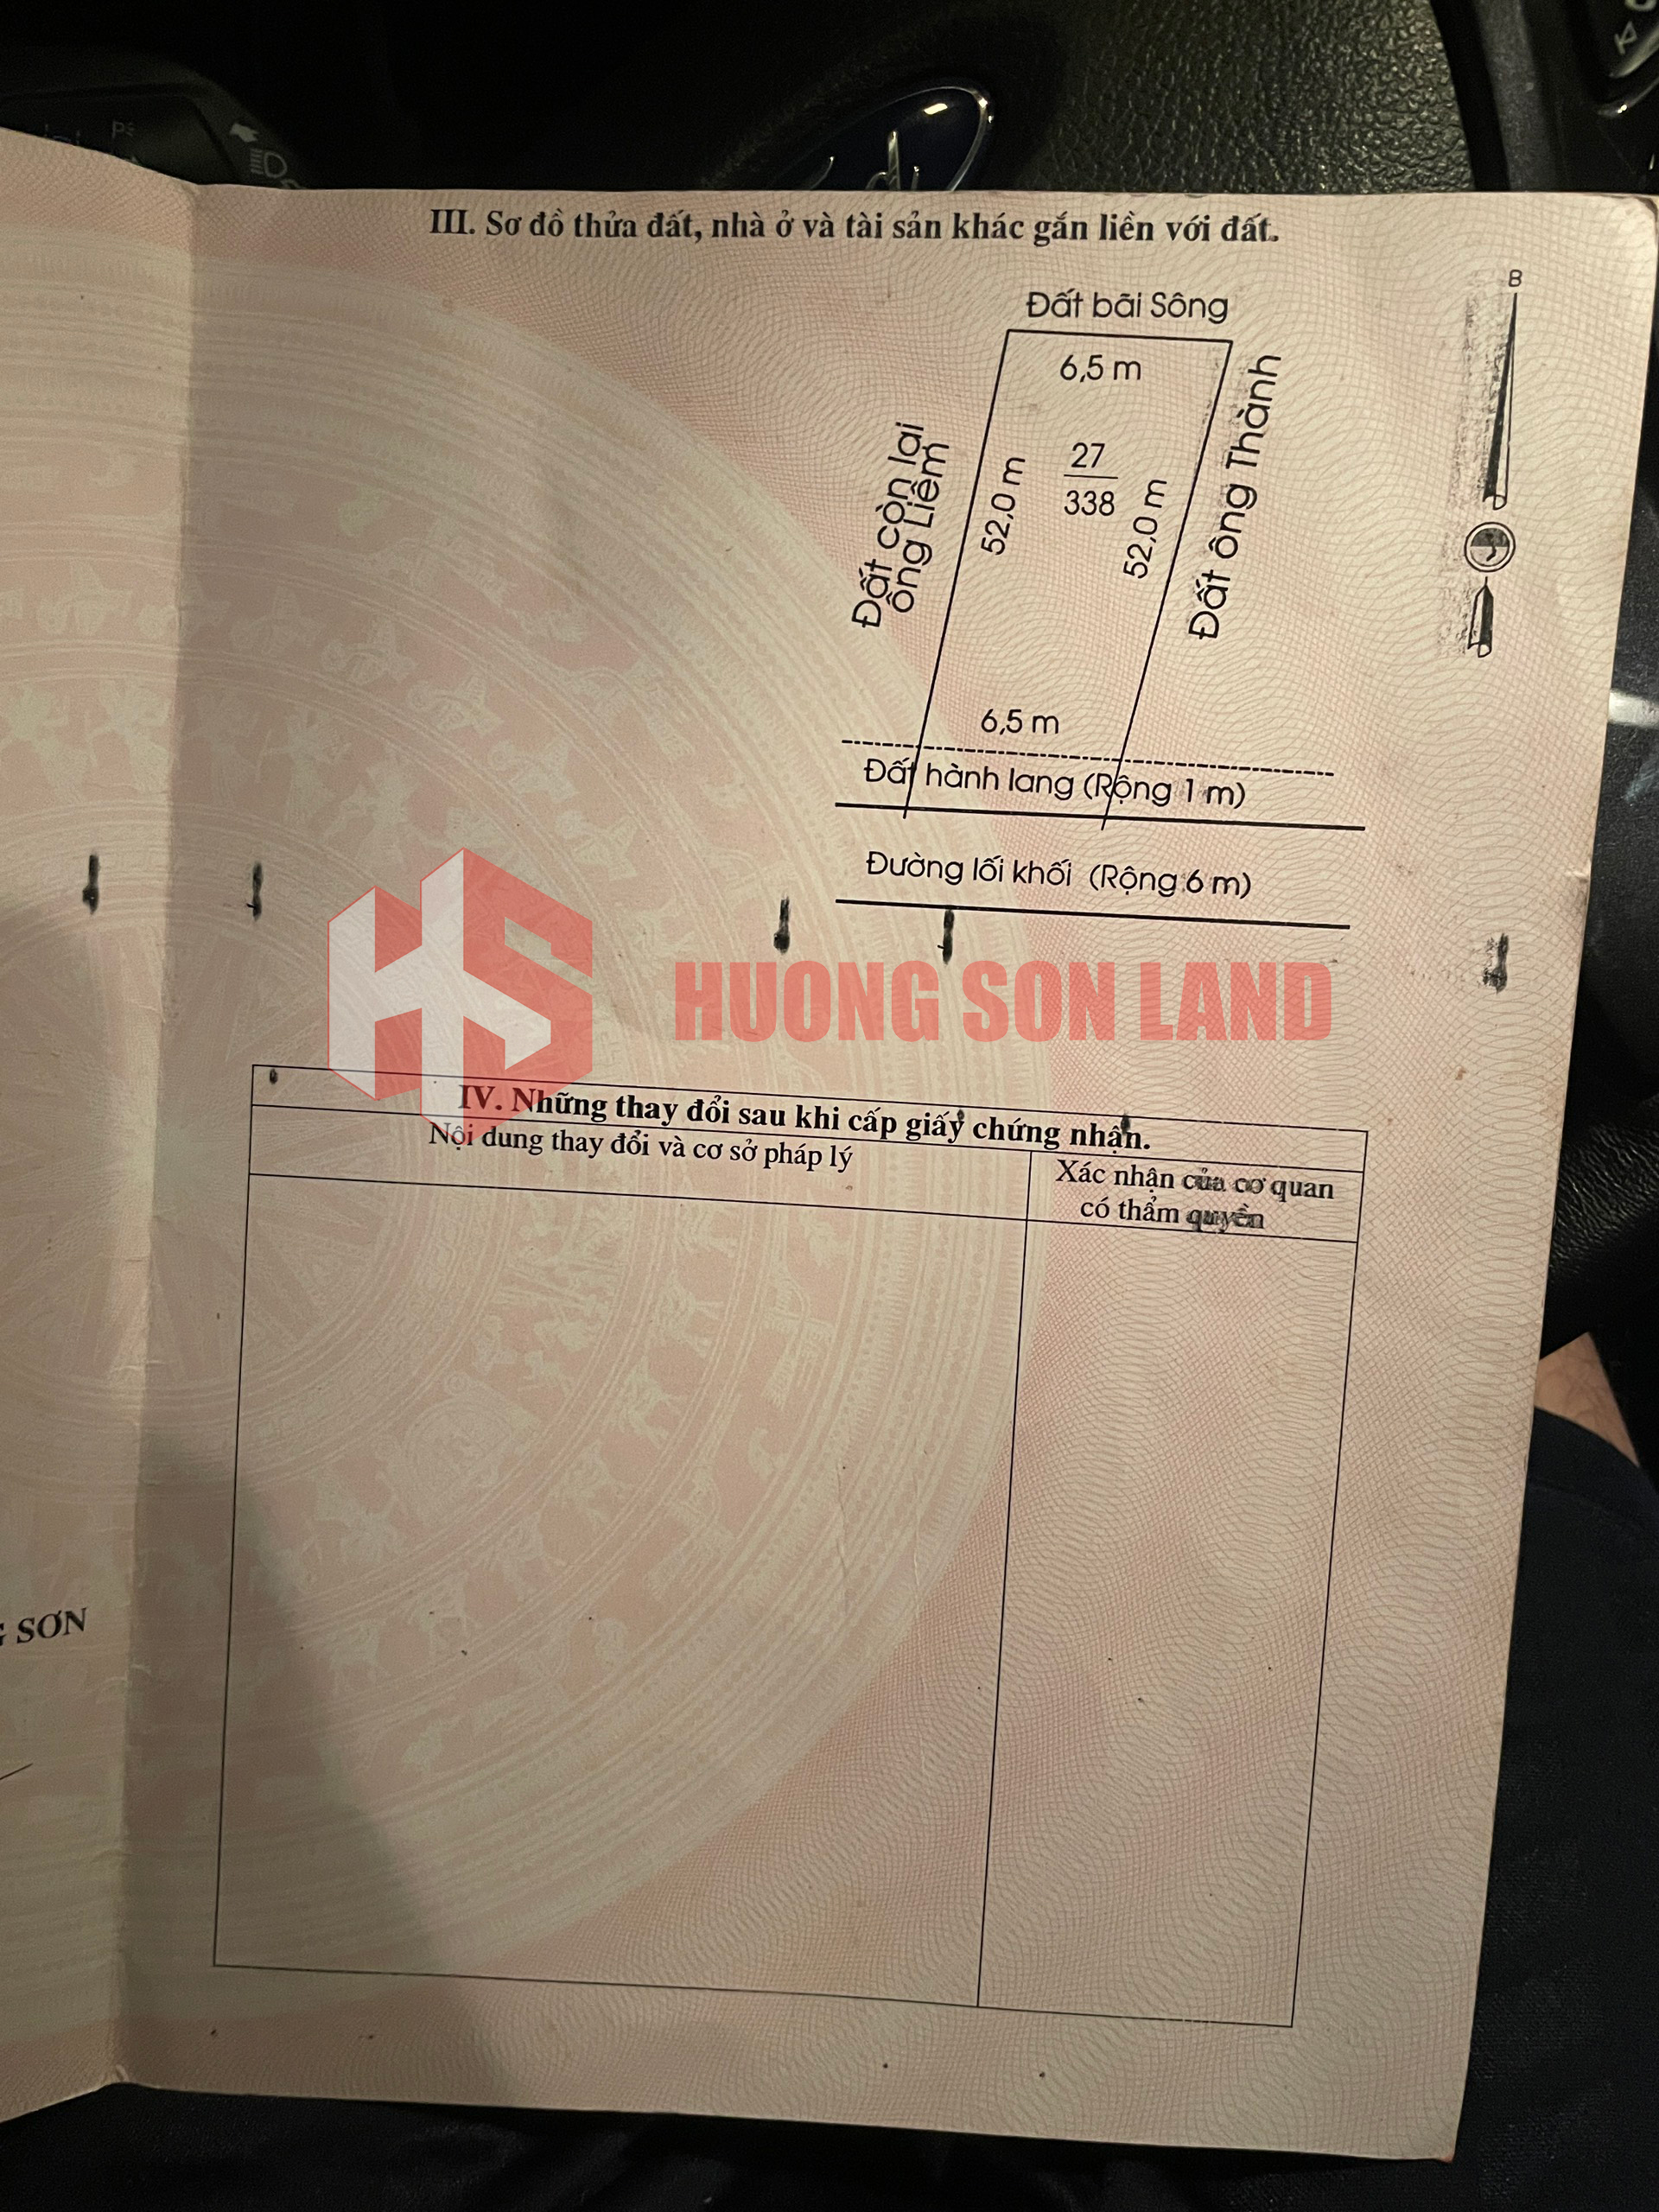 III. Sơ đồ thửa đất, nhà ở và tài sản khác gắn liền với đất.
B
Đất bãi Sông
6,5 m
Đất còn lại
ông Liềm
52,0 m
27
338
52,0 m
Đất ông Thành
6,5 m
Đất hành lang (Rộng 1 m)
Đường lối khối (Rộng 6 m)
HS
HUONG SON LAND
IV. Những thay đổi sau khi cấp giấy chứng nhận.
Nội dung thay đổi và cơ sở pháp lý
Xác nhận của cơ quan
có thẩm quyền
SƠN